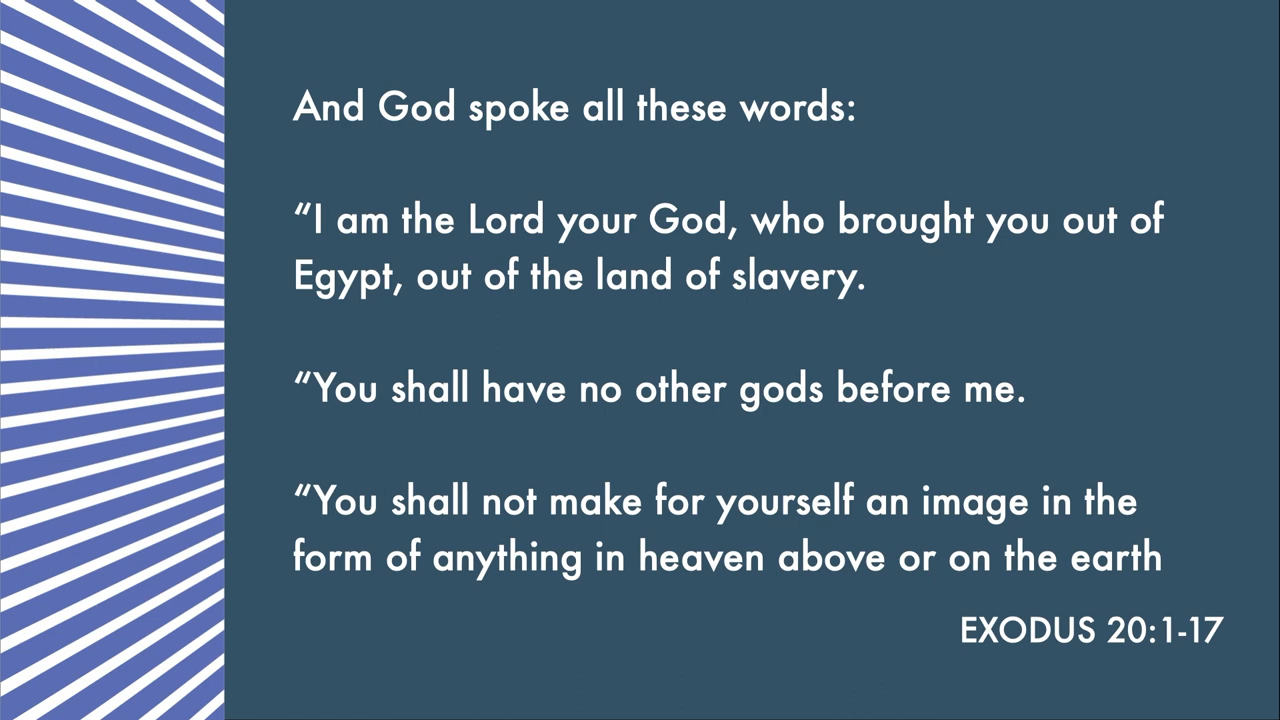 And God spoke all these words:
“I am the Lord your God, who brought you out of
Egypt, out of the land of slavery.
“You shall have no other gods before me.
“You shall not make for yourself an image in the
form of anything in heaven above or on the earth
EXODUS 20:1-17